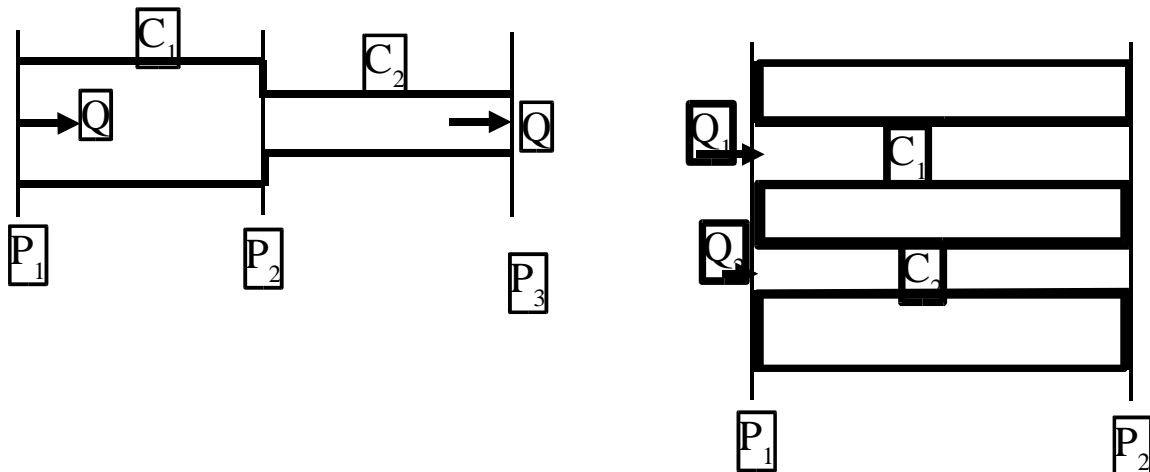 C₁
C₂
Q
Q
P₁
P₂
P₃
Q₁
C₁
Q₂
C₂
P₁
P₂